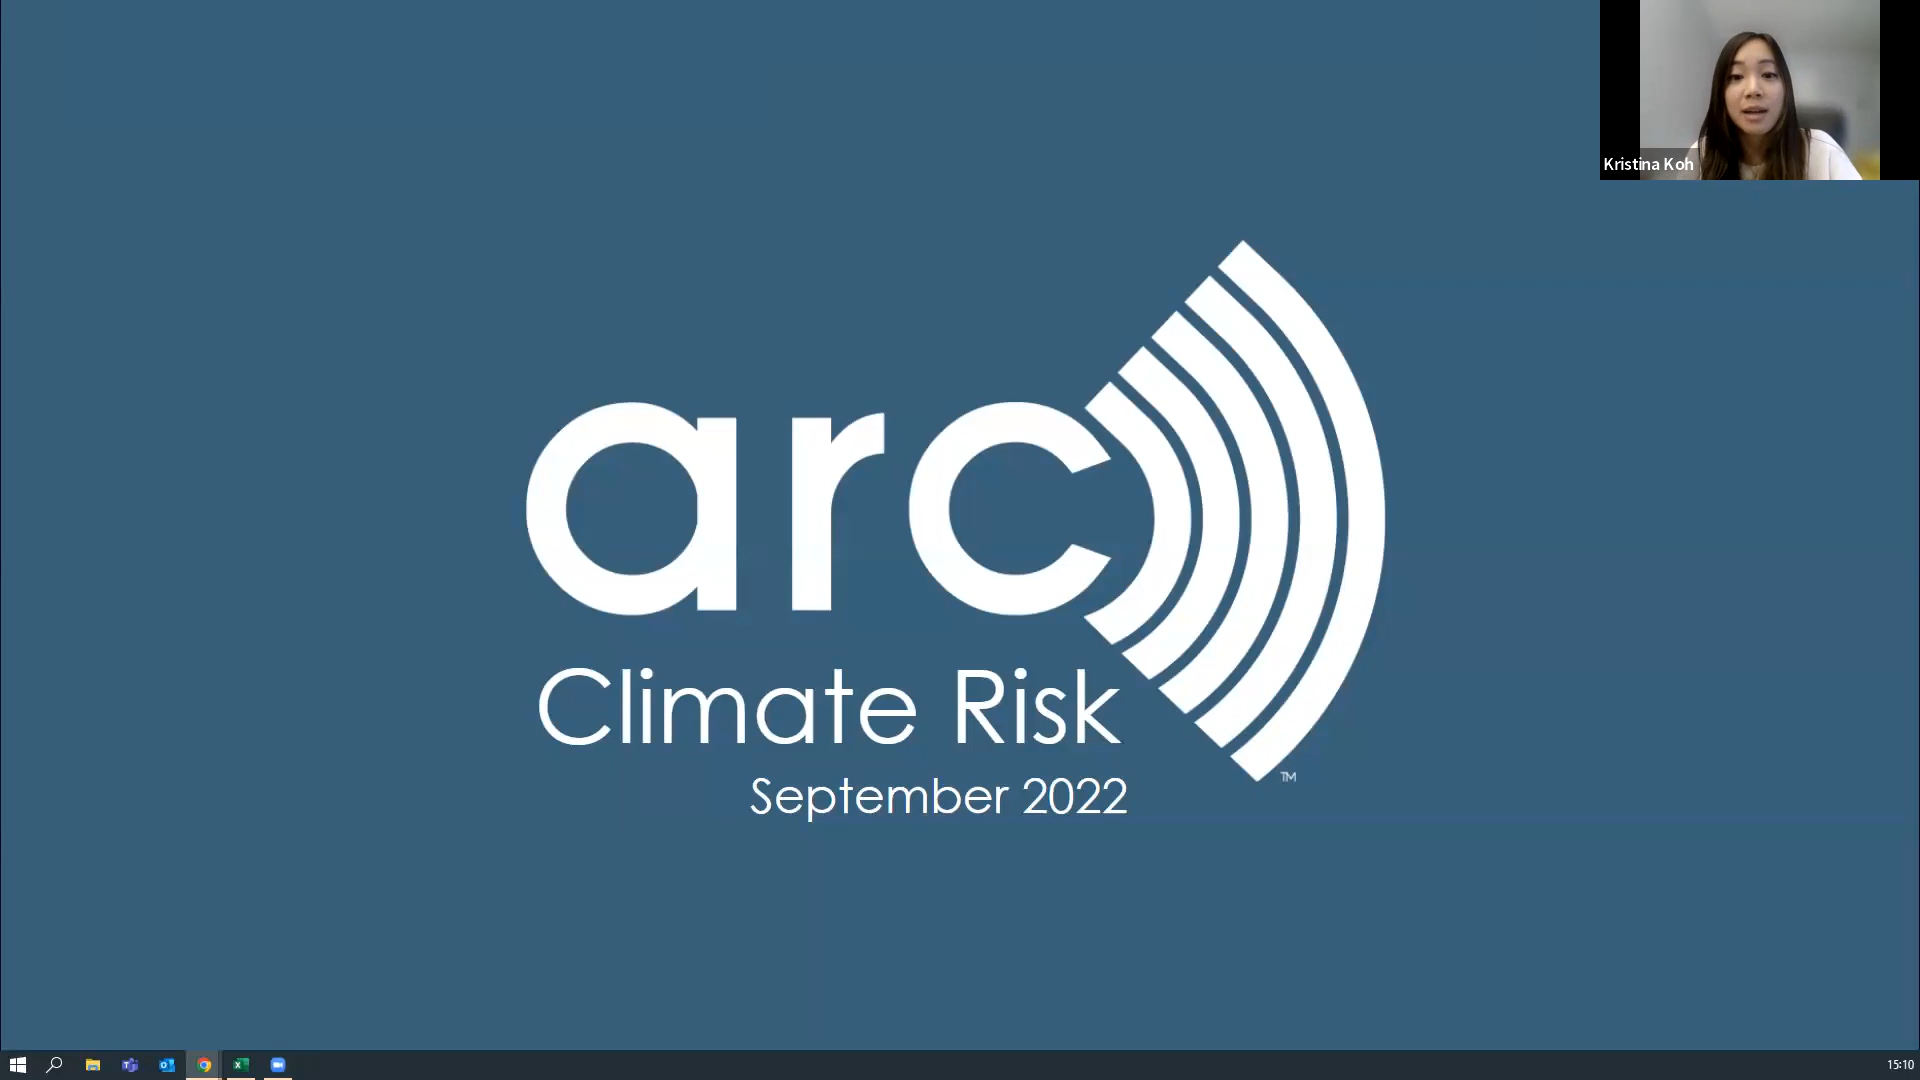 Kristina Koh
arc
TM
Climate Risk
September 2022
15:10